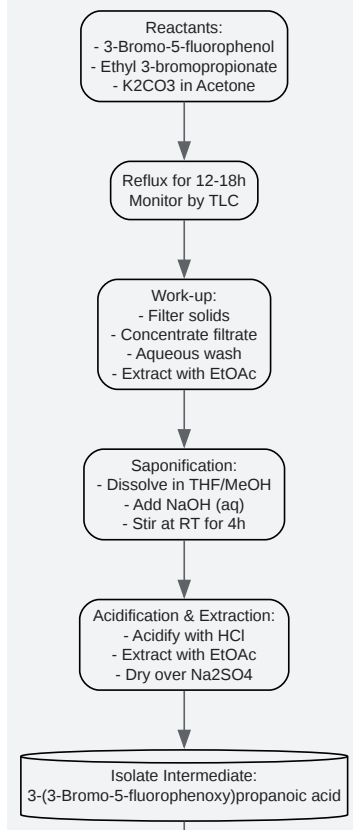 Reactants:
- 3-Bromo-5-fluorophenol
- Ethyl 3-bromopropionate
- K2CO3 in Acetone
Reflux for 12-18h
Monitor by TLC
Work-up:
- Filter solids
- Concentrate filtrate
- Aqueous wash
- Extract with EtOAc
Saponification:
- Dissolve in THF/MeOH
- Add NaOH (aq)
- Stir at RT for 4h
Acidification & Extraction:
- Acidify with HCl
- Extract with EtOAc
- Dry over Na2SO4
Isolate Intermediate:
3-(3-Bromo-5-fluorophenoxy)propanoic acid